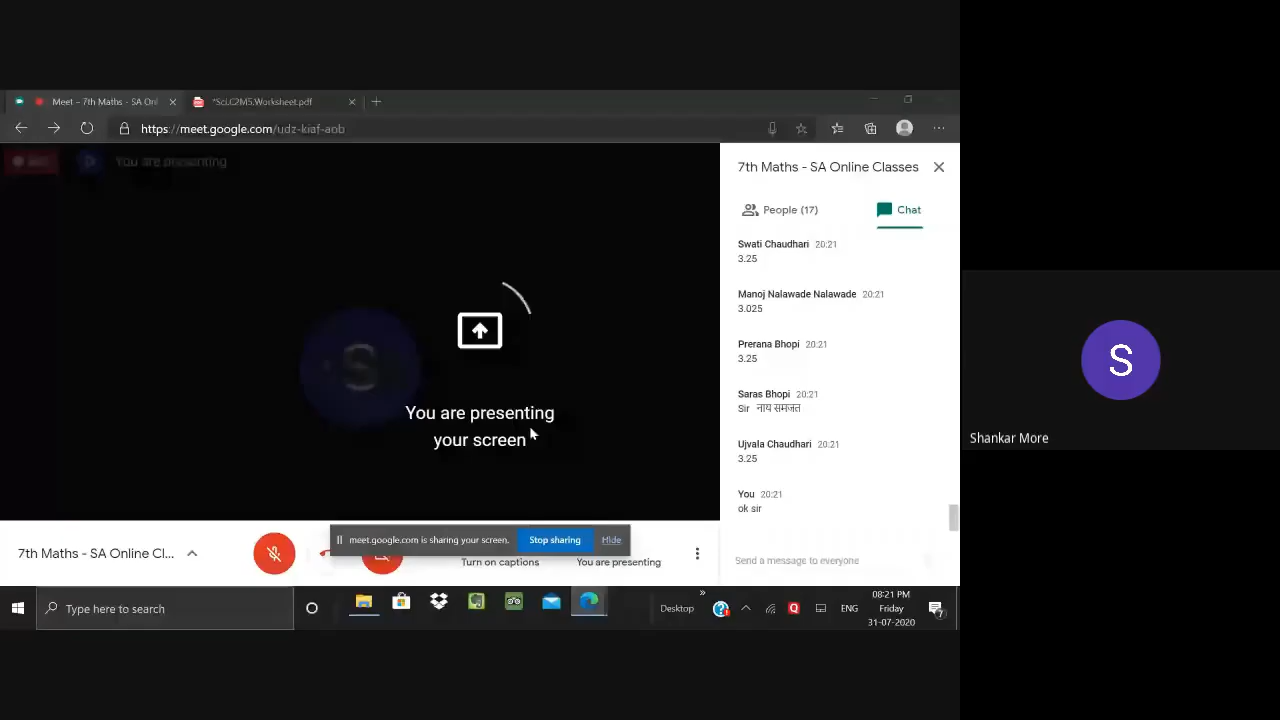 Meet – 7th Maths - SA Onl
*Sci.C2M5.Worksheet.pdf
https://meet.google.com/udz-kiaf-aob
You are presenting
7th Maths - SA Online Classes
People (17)
Chat
Swati Chaudhari 20:21
3.25
Manoj Nalawade Nalawade 20:21
3.025
Prerana Bhopi 20:21
3.25
Saras Bhopi 20:21
Sir नाय समजत
Ujvala Chaudhari 20:21
3.25
You 20:21
ok sir
Send a message to everyone
S
You are presenting
your screen
S
Shankar More
7th Maths - SA Online Cl...
meet.google.com is sharing your screen.
Stop sharing
Hide
Turn on captions
You are presenting
Type here to search
Desktop
ENG
08:21 PM
Friday
31-07-2020
7